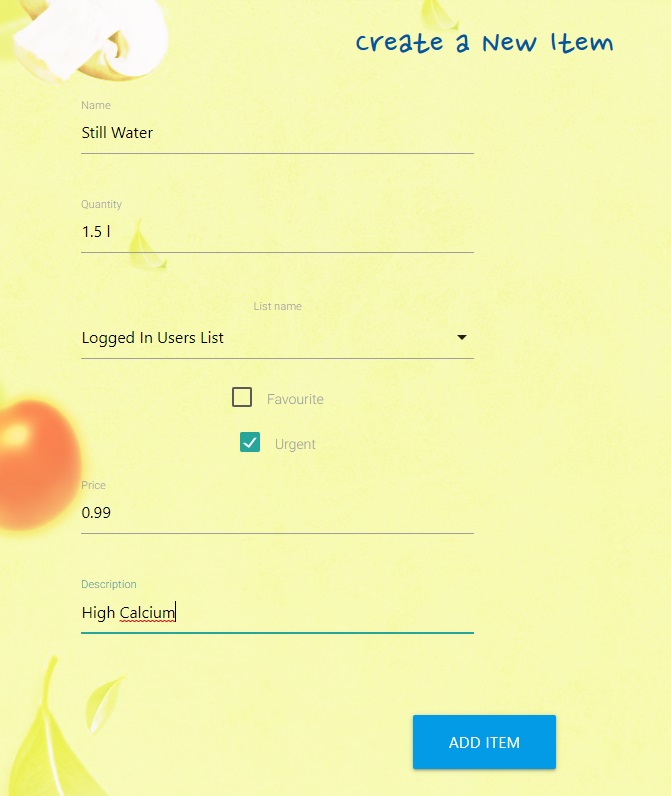 Create a New Item
Name
Still Water
Quantity
1.5 l
List name
Logged In Users List
Favourite
Urgent
Price
0.99
Description
High Calcium
ADD ITEM